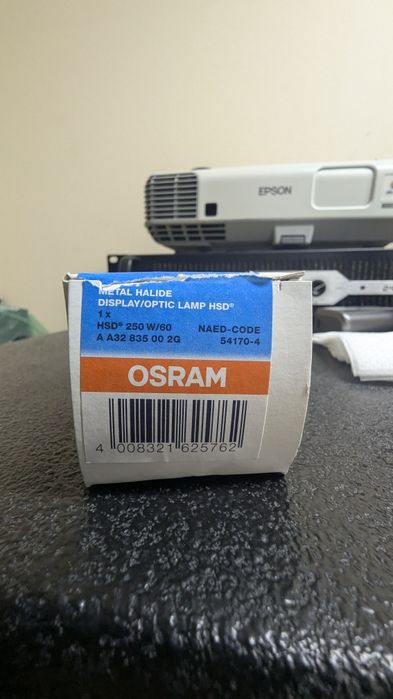 EPSON
METAL HALIDE
DISPLAY/OPTIC LAMP HSD®
1 x
HSD® 250 W/60 NAED-CODE
A A32 835 00 2G 54170-4
OSRAM
4 008321 625762